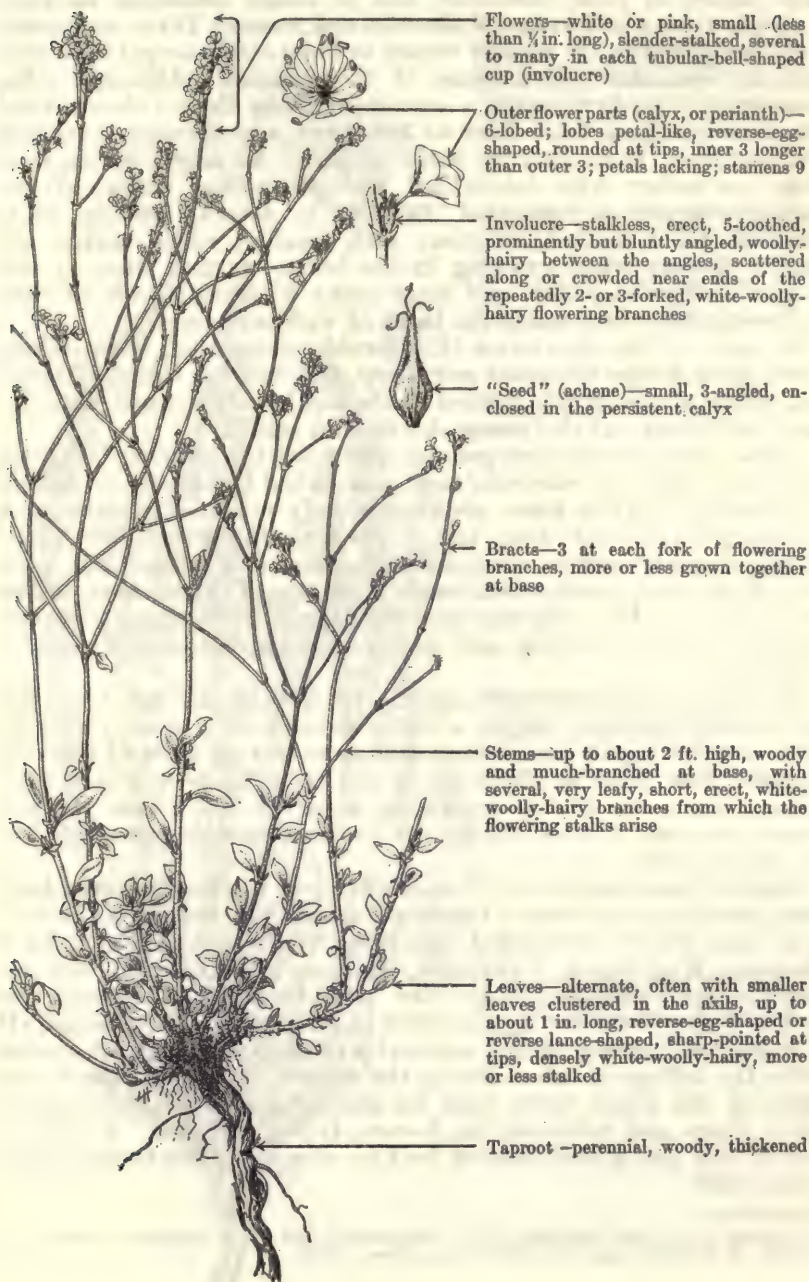 Flowers—white or pink, small (less
than ¼ in. long), slender-stalked, several
to many in each tubular-bell-shaped
cup (involucre)
Outer flower parts (calyx, or perianth)—
6-lobed; lobes petal-like, reverse-egg-
shaped, rounded at tips, inner 3 longer
than outer 3; petals lacking; stamens 9
Involucre—stalkless, erect, 5-toothed,
prominently but bluntly angled, woolly-
hairy between the angles, scattered
along or crowded near ends of the
repeatedly 2- or 3-forked, white-woolly-
hairy flowering branches
"Seed" (achene)—small, 3-angled, en-
closed in the persistent calyx
Bracts—3 at each fork of flowering
branches, more or less grown together
at base
Stems—up to about 2 ft. high, woody
and much-branched at base, with
several, very leafy, short, erect, white-
woolly-hairy branches from which the
flowering stalks arise
Leaves—alternate, often with smaller
leaves clustered in the axils, up to
about 1 in. long, reverse-egg-shaped or
reverse lance-shaped, sharp-pointed at
tips, densely white-woolly-hairy, more
or less stalked
Taproot—perennial, woody, thickened